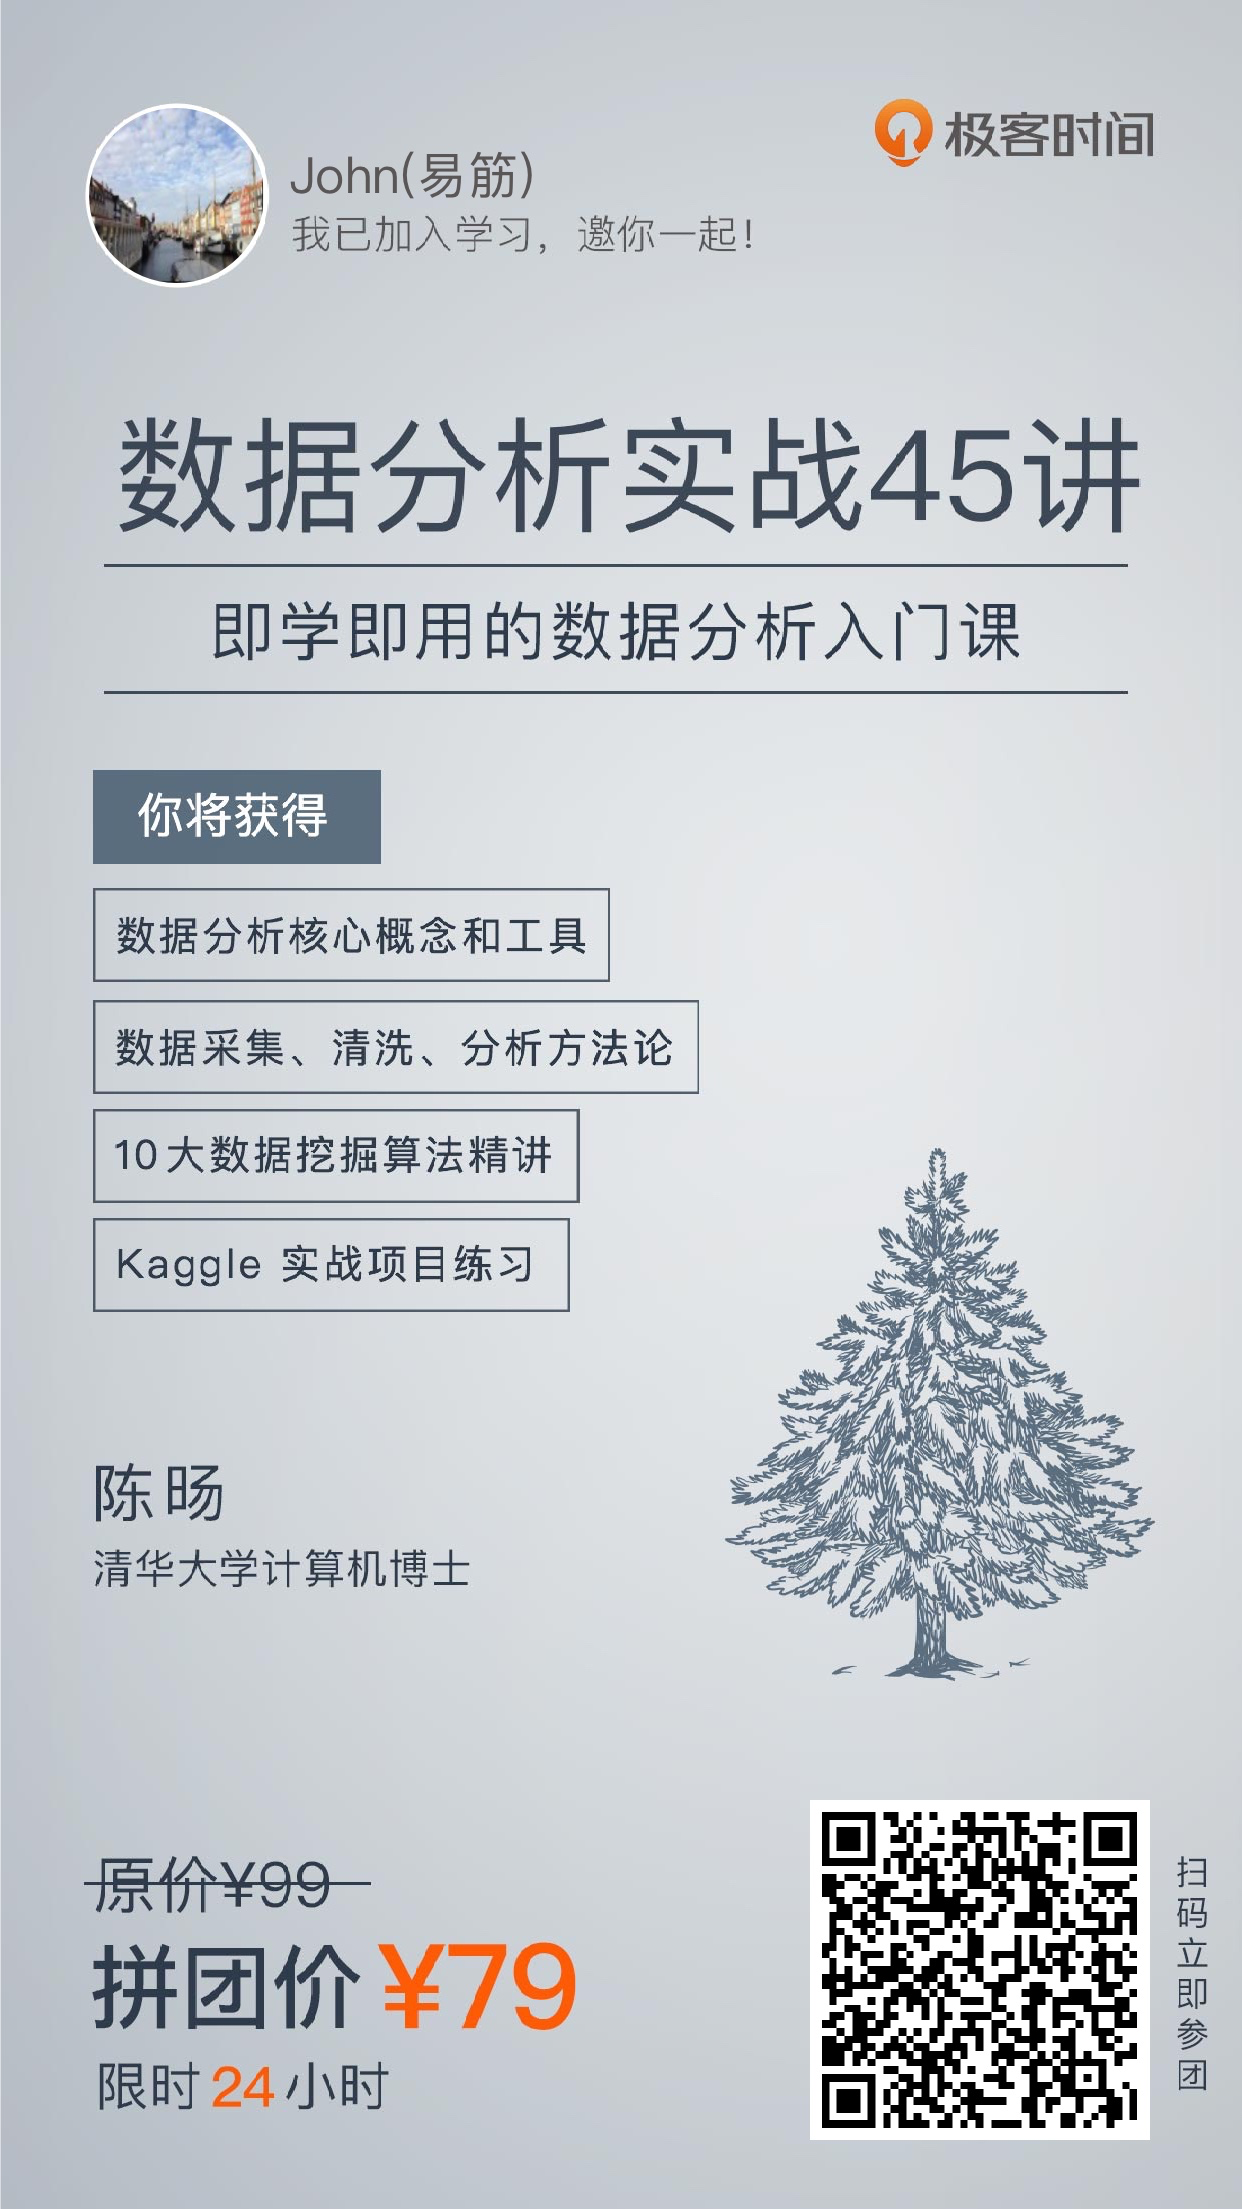 极客时间
John(易筋)
我已加入学习，邀你一起！
数据分析实战45讲
即学即用的数据分析入门课
你将获得
数据分析核心概念和工具
数据采集、清洗、分析方法论
10大数据挖掘算法精讲
Kaggle 实战项目练习
陈旸
清华大学计算机博士
原价¥99
拼团价¥79
限时24小时
扫码立即参团